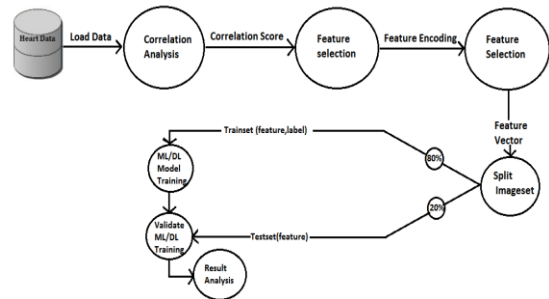 Heart Data
Load Data
Correlation
Analysis
Correlation Score
Feature
selection
Feature Encoding
Feature
Selection
Feature
Vector
Split
Imageset
80%
20%
Trainset (feature,label)
ML/DL
Model
Training
Validate
ML/DL
Training
Testset(feature)
Result
Analysis